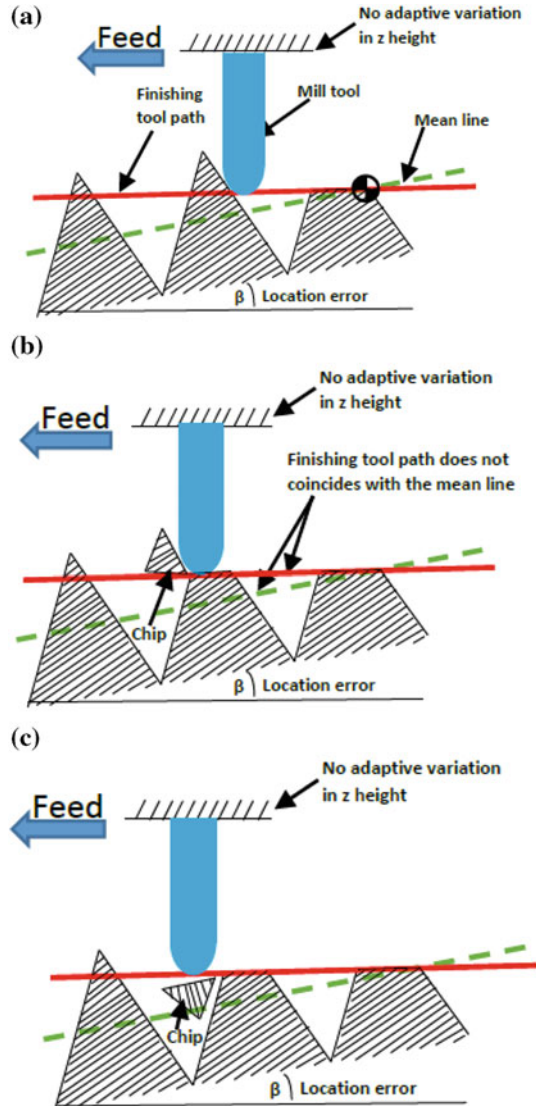 (a)
No adaptive variation
in z height
Feed
Finishing
tool path
Mill tool
Mean line
β
Location error
(b)
No adaptive variation
in z height
Feed
Finishing tool path does not
coincides with the mean line
Chip
β
Location error
(c)
No adaptive variation
in z height
Feed
Chip
β
Location error